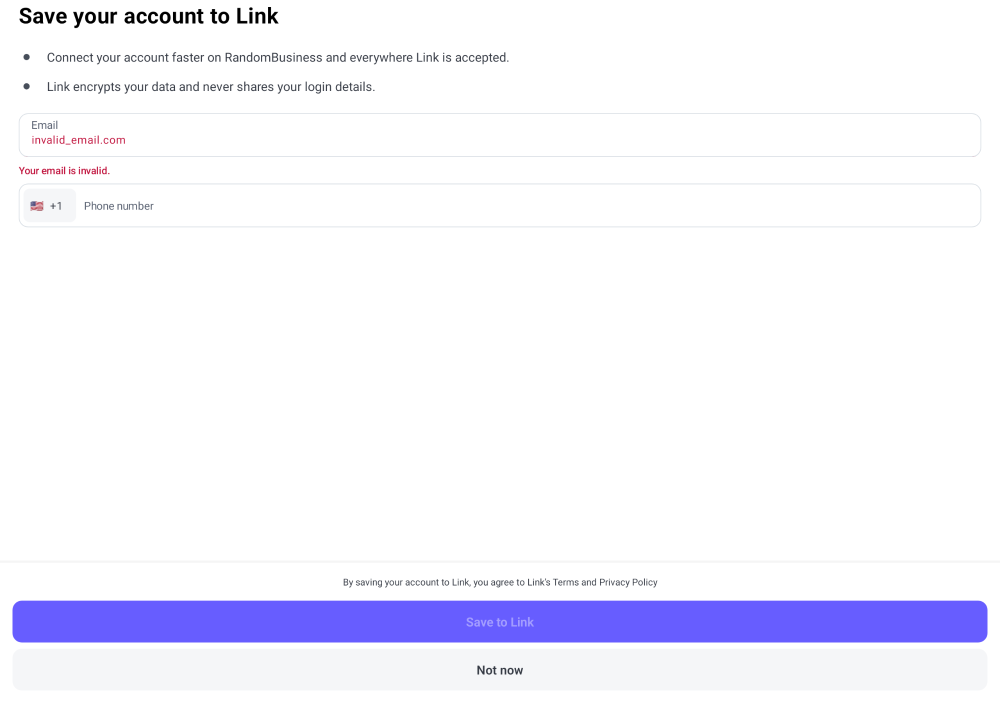 Save your account to Link
Connect your account faster on RandomBusiness and everywhere Link is accepted.
Link encrypts your data and never shares your login details.
Email
invalid_email.com
Your email is invalid.
+1 Phone number
By saving your account to Link, you agree to Link's Terms and Privacy Policy
Save to Link
Not now